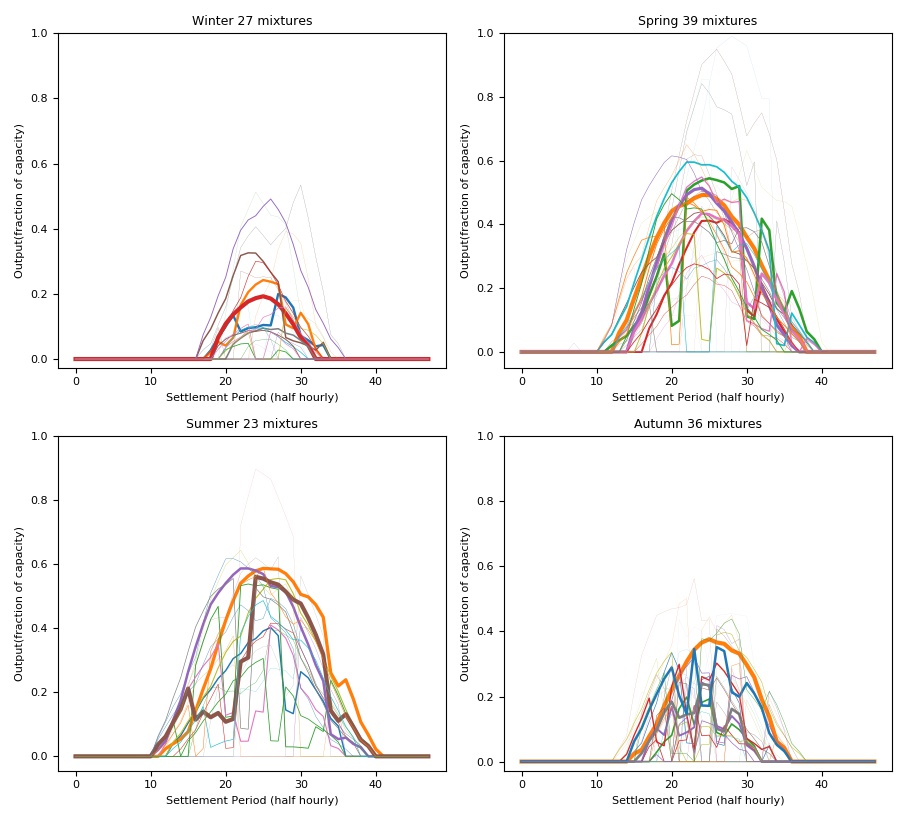 Winter 27 mixtures
1.0
0.8
0.6
0.4
0.2
0.0
Output(fraction of capacity)
0 10 20 30 40
Settlement Period (half hourly)
Spring 39 mixtures
1.0
0.8
0.6
0.4
0.2
0.0
Output(fraction of capacity)
0 10 20 30 40
Settlement Period (half hourly)
Summer 23 mixtures
1.0
0.8
0.6
0.4
0.2
0.0
Output(fraction of capacity)
0 10 20 30 40
Settlement Period (half hourly)
Autumn 36 mixtures
1.0
0.8
0.6
0.4
0.2
0.0
Output(fraction of capacity)
0 10 20 30 40
Settlement Period (half hourly)